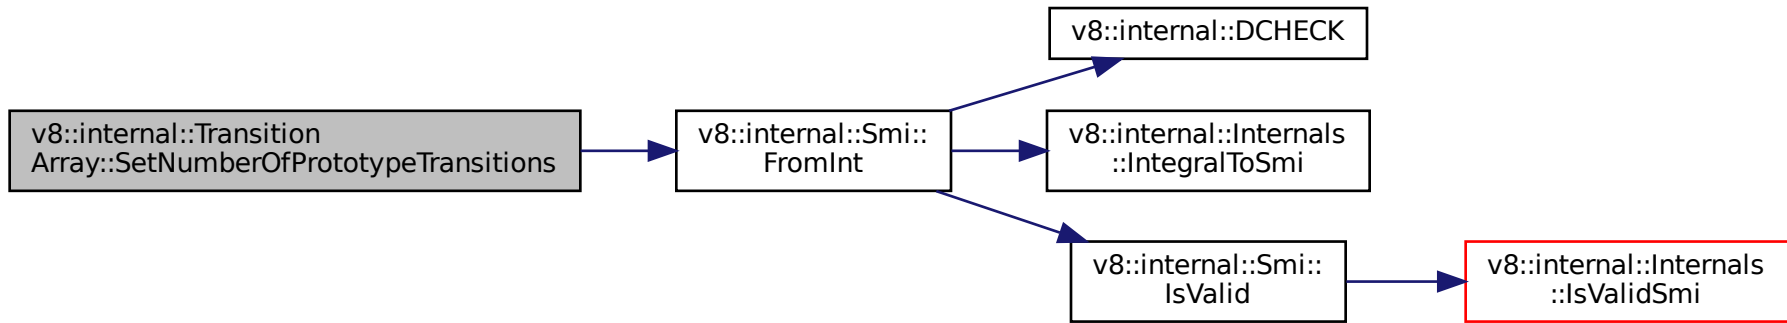 v8::internal::Transition
Array::SetNumberOfPrototypeTransitions
v8::internal::Smi::
FromInt
v8::internal::DCHECK
v8::internal::Internals
::IntegralToSmi
v8::internal::Smi::
IsValid
v8::internal::Internals
::IsValidSmi